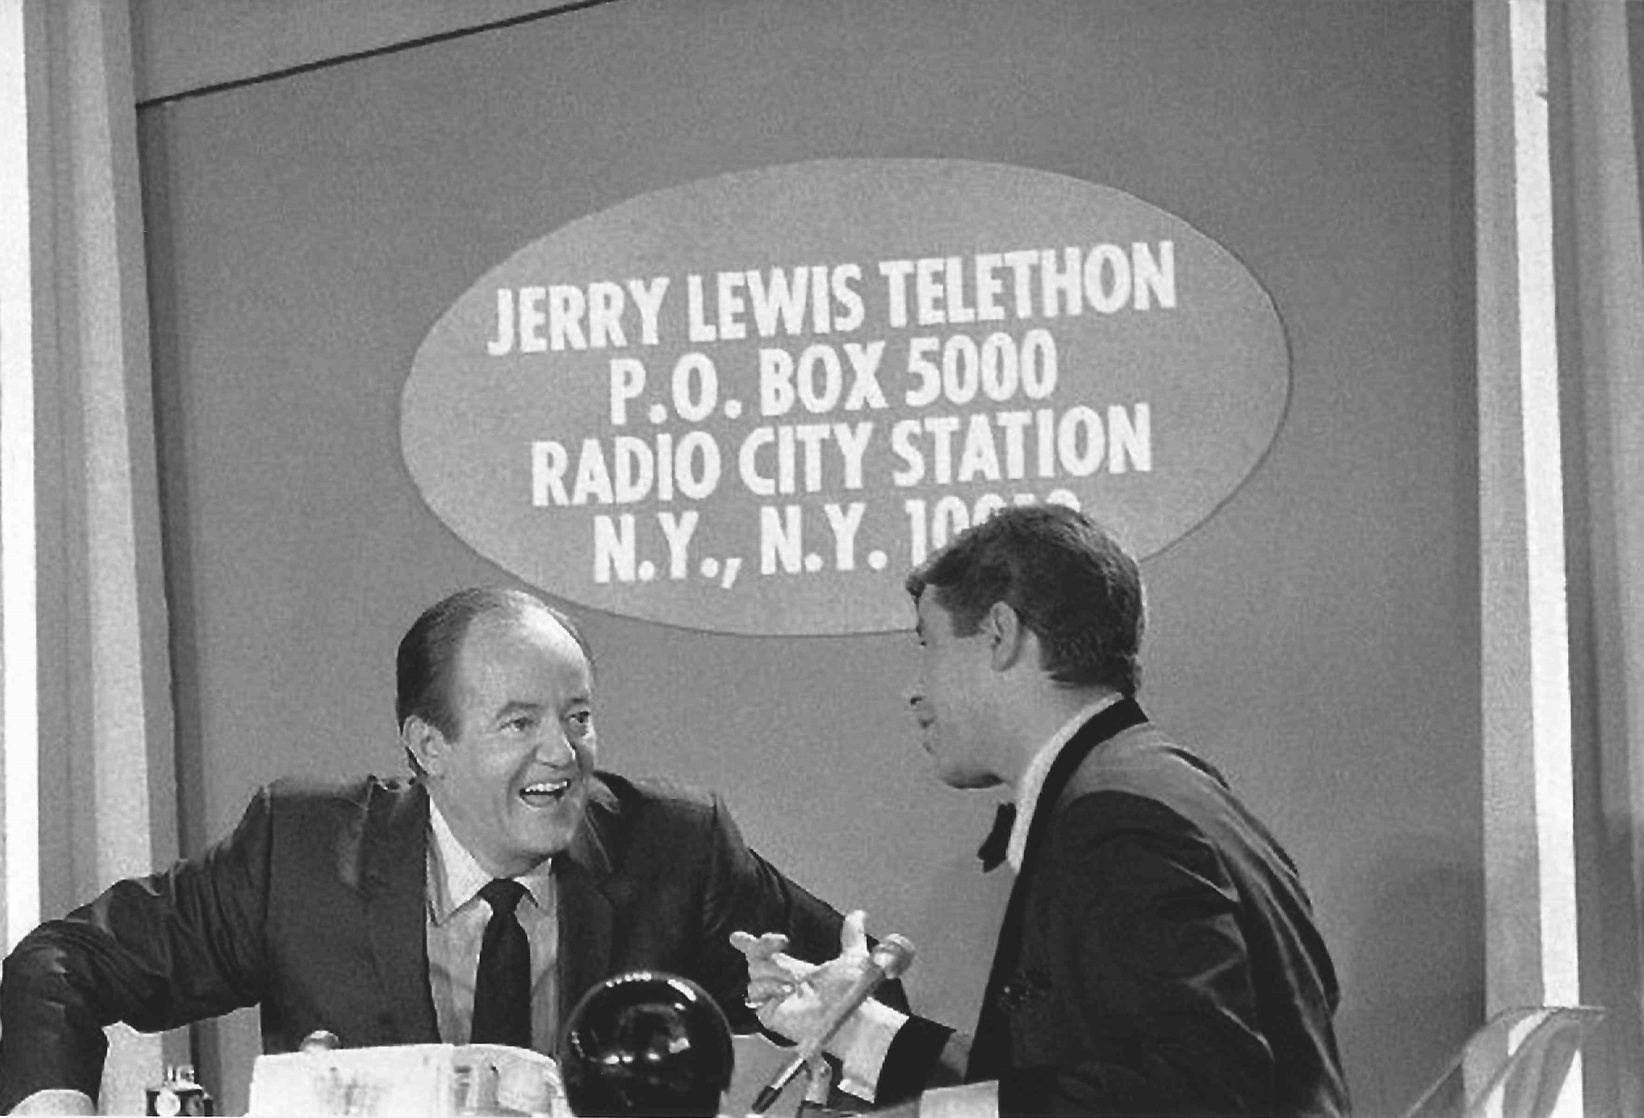 JERRY LEWIS TELETHON
P.O. BOX 5000
RADIO CITY STATION
N.Y., N.Y.